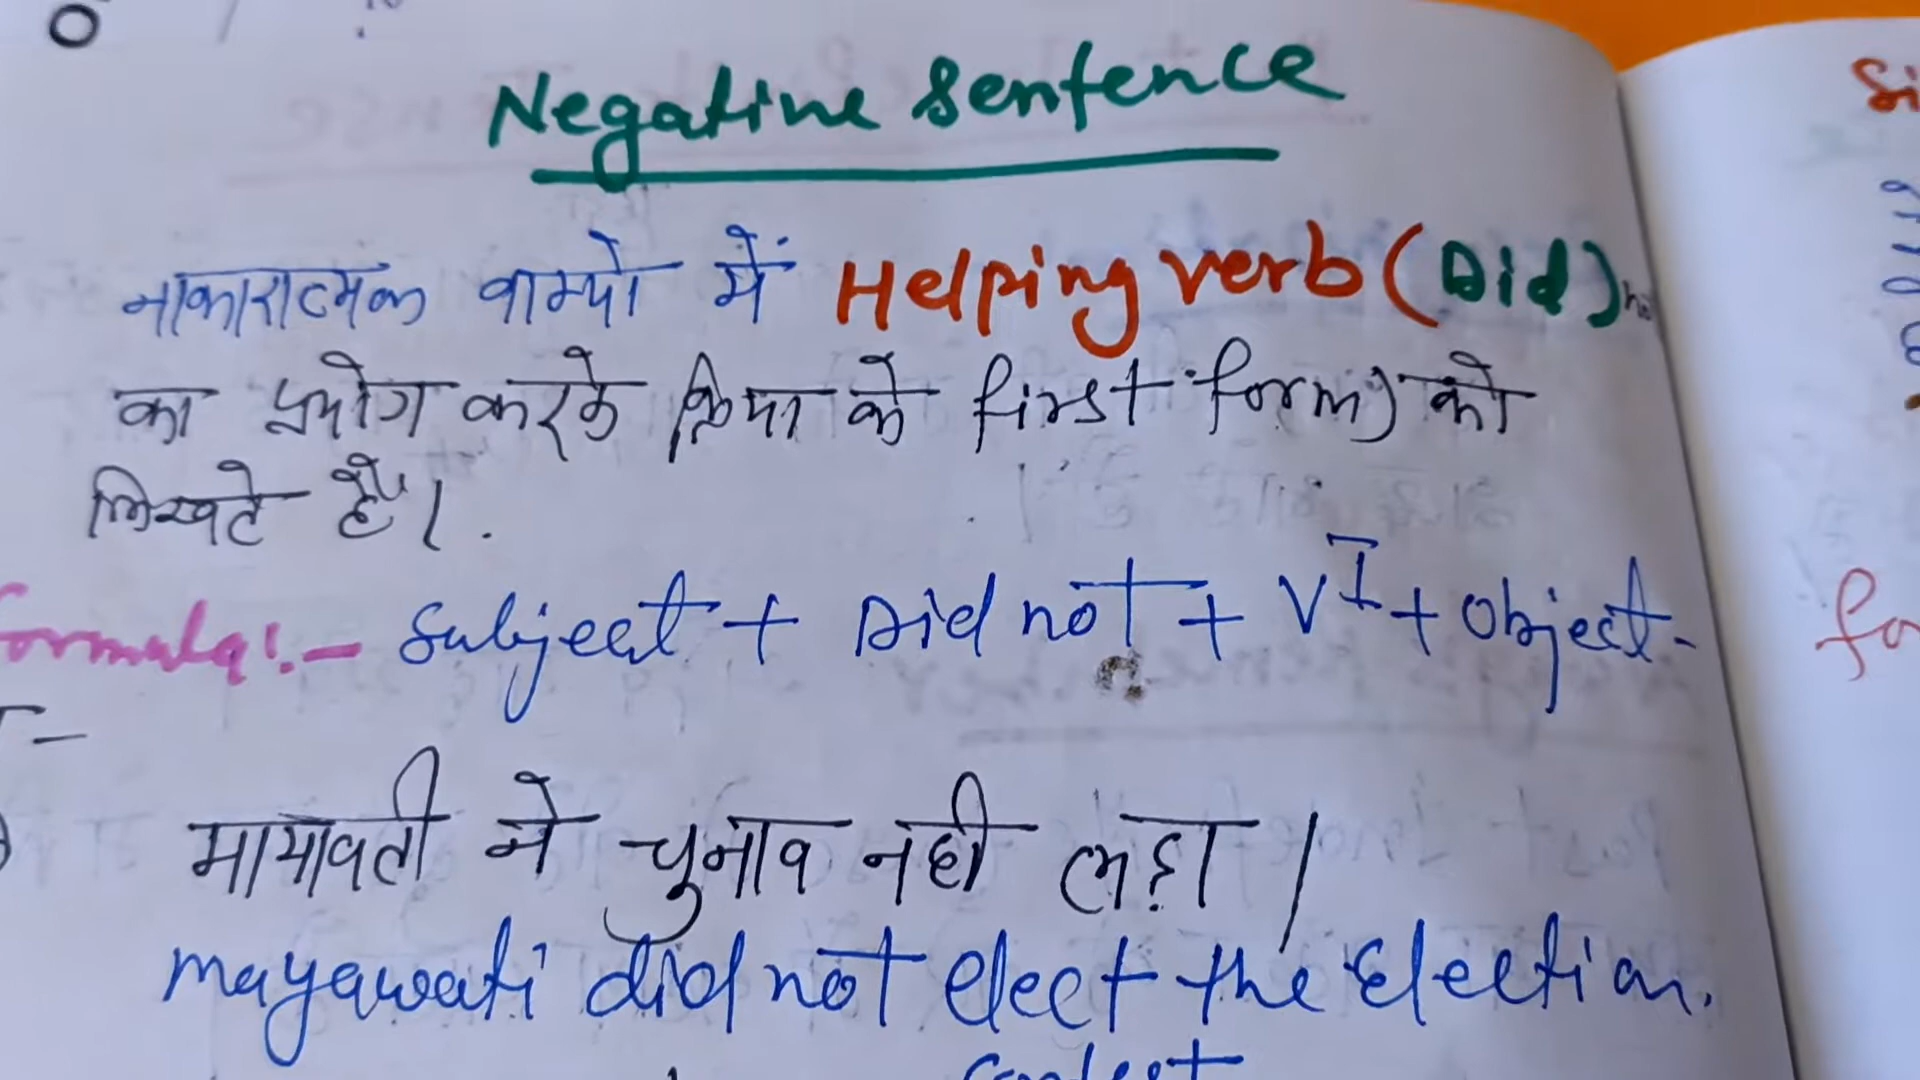 Negative Sentence
नाकारात्मक वाक्यो में Helping verb (Did)
का प्रयोग करके क्रिया के first form) को
लिखते हैं।
formula:- Subject + Did not + V I + Object-
मायावती ने चुनाव नही लड़ा |
mayawati did not elect the Election.